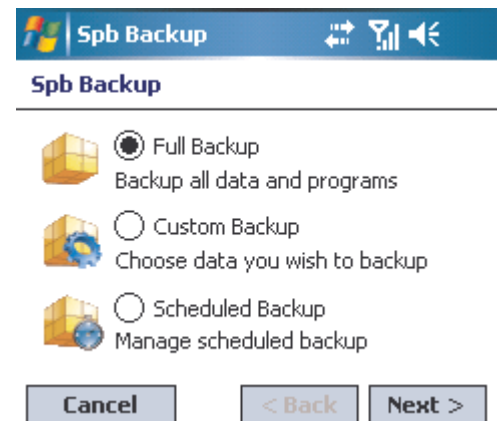 Spb Backup
Spb Backup
Full Backup
Backup all data and programs
Custom Backup
Choose data you wish to backup
Scheduled Backup
Manage scheduled backup
Cancel < Back Next >